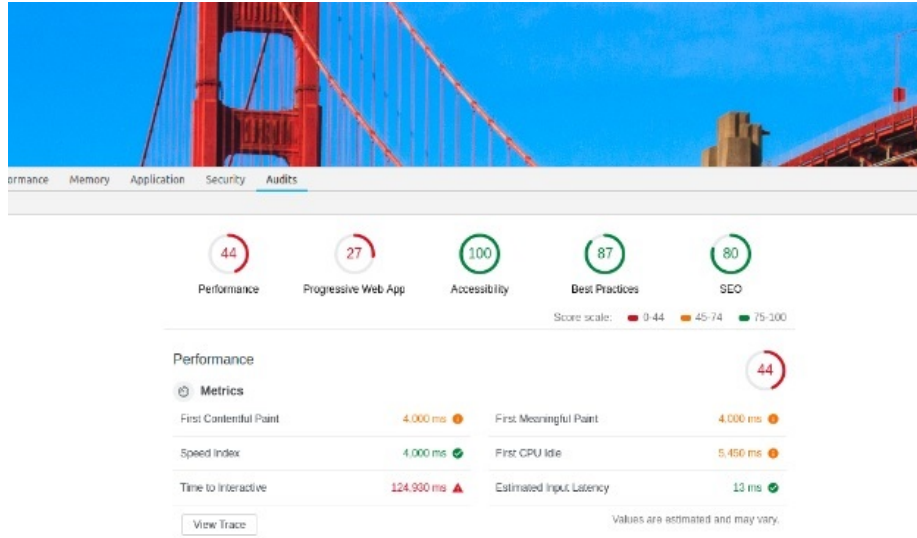 ormance Memory Application Security Audits
44 27 100 87 80
Performance Progressive Web App Accessibility Best Practices SEO
Score scale: 0-44 45-74 75-100
Performance
44
Metrics
First Contentful Paint 4,000 ms First Meaningful Paint 4,000 ms
Speed Index 4,000 ms First CPU Idle 5,450 ms
Time to Interactive 124,930 ms Estimated Input Latency 13 ms
View Trace Values are estimated and may vary.